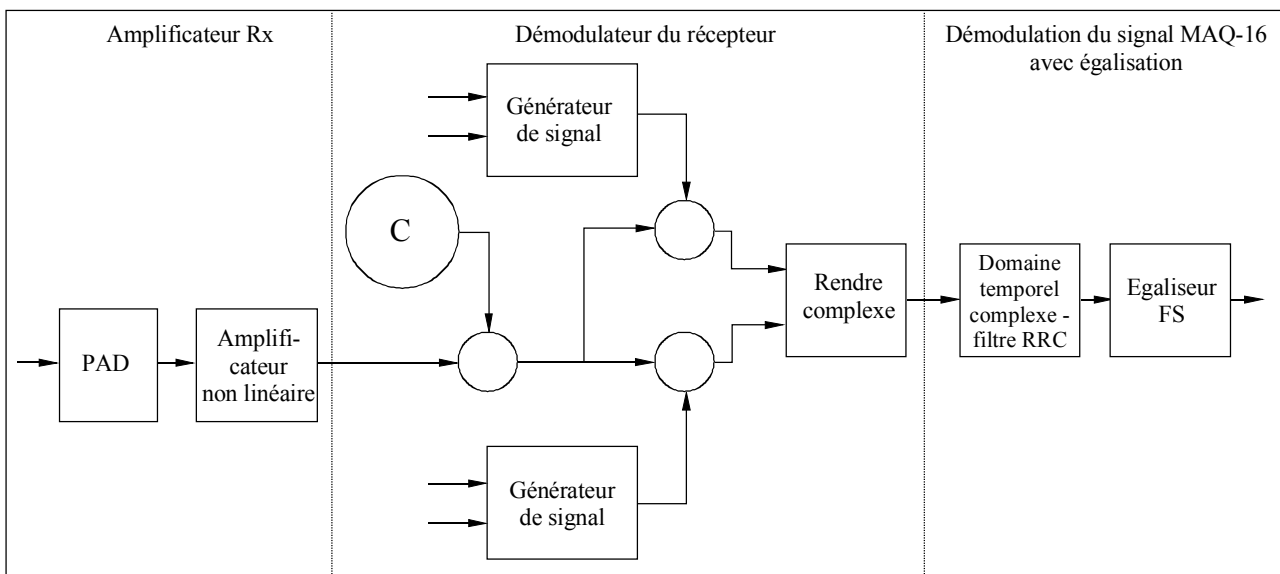 Amplificateur Rx
Démodulateur du récepteur
Démodulation du signal MAQ-16
avec égalisation
Générateur
de signal
C
PAD
Amplifi-
cateur
non linéaire
Rendre
complexe
Domaine
temporel
complexe -
filtre RRC
Egaliseur
FS
Générateur
de signal